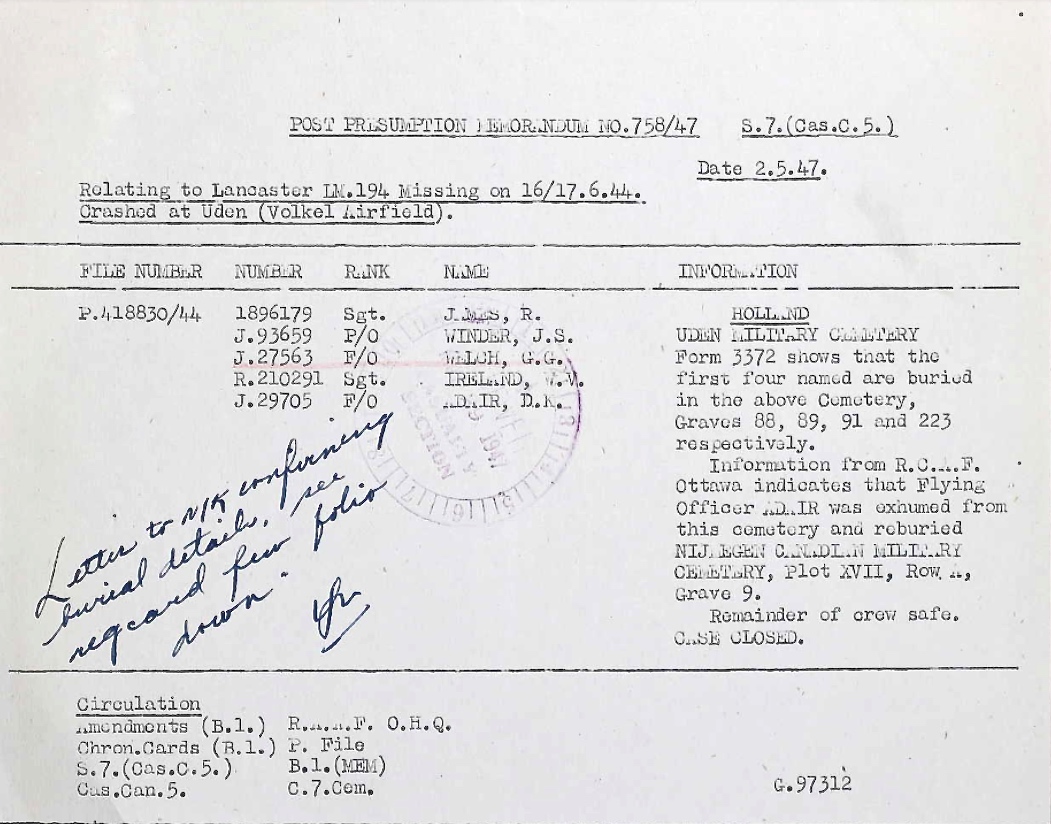 POST PRESUMPTION MEMORANDUM NO.758/47 S.7.(Cas.C.5.)
Date 2.5.47.
Relating to Lancaster LM.194 Missing on 16/17.6.44.
Crashed at Uden (Volkel Airfield).
FILE NUMBER NUMBER RANK NAME INFORMATION
P.418830/44 1896179 Sgt. JAMES, R.
J.93659 P/O WINDER, J.S.
J.27563 F/O WELCH, G.G.
R.210291 Sgt. IRELAND, W.V.
J.29705 F/O ADAIR, D.K.
HOLLAND
UDEN MILITARY CEMETERY
Form 3372 shows that the
first four named are buried
in the above Cemetery,
Graves 88, 89, 91 and 223
respectively.
Information from R.C.A.F.
Ottawa indicates that Flying
Officer ADAIR was exhumed from
this cemetery and reburied
NIJMEGEN CANADIAN MILITARY
CEMETERY, Plot XVII, Row A,
Grave 9.
Remainder of crew safe.
CASE CLOSED.
Letter to N/K confirming
burial details, see
regcard few folio
down.
1947
SECTION
Circulation
Amendments (B.1.) R.A.A.F. O.H.Q.
Chron.Cards (B.1.) P. File
S.7.(Cas.C.5.) B.1.(MEM)
Cas.Can.5. C.7.Cem.
G.97312